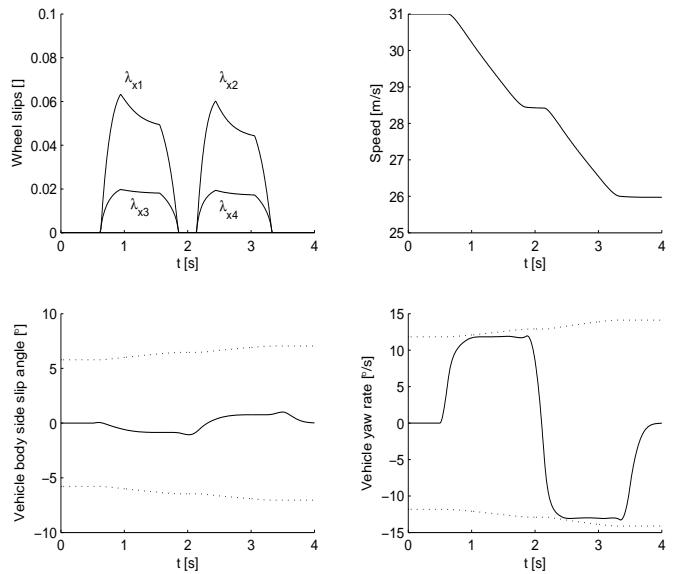 0.1
0.08
0.06
0.04
0.02
0
Wheel slips []
λx1
λx2
λx3
λx4
0 1 2 3 4
t [s]
31
30
29
28
27
26
25
Speed [m/s]
0 1 2 3 4
t [s]
10
5
0
−5
−10
Vehicle body side slip angle [º]
0 1 2 3 4
t [s]
15
10
5
0
−5
−10
−15
Vehicle yaw rate [º/s]
0 1 2 3 4
t [s]